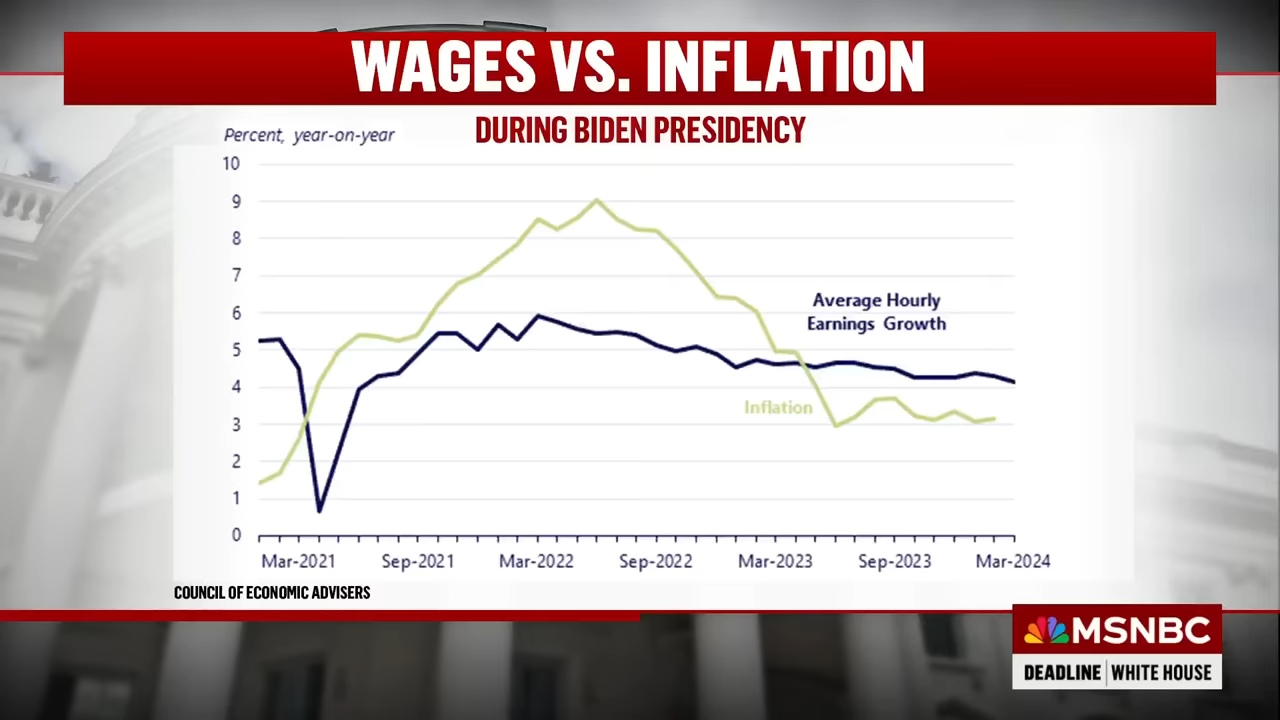 WAGES VS. INFLATION
DURING BIDEN PRESIDENCY
Percent, year-on-year
10
9
8
7
6
5
4
3
2
1
0
Average Hourly
Earnings Growth
Inflation
Mar-2021 Sep-2021 Mar-2022 Sep-2022 Mar-2023 Sep-2023 Mar-2024
COUNCIL OF ECONOMIC ADVISERS
MSNBC
DEADLINE | WHITE HOUSE